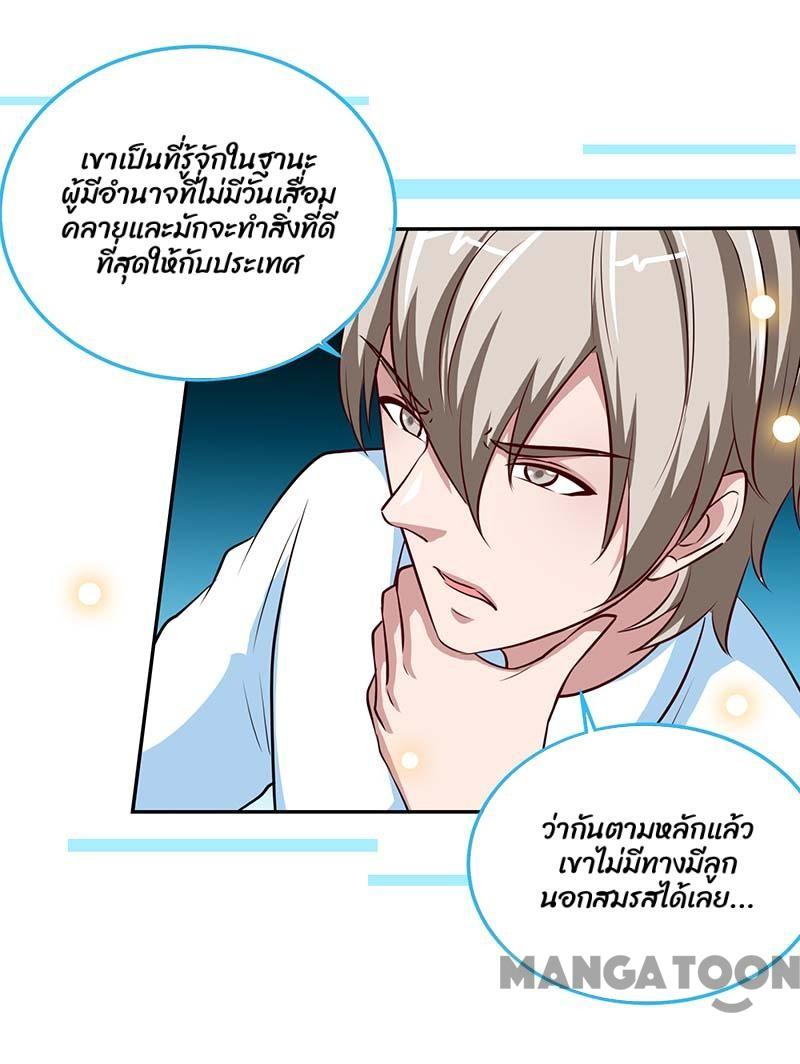 เขาเป็นที่รู้จักในฐานะ
ผู้มีอำนาจที่ไม่มีวันเสื่อม
คลายและมักจะทำสิ่งที่ดี
ที่สุดให้กับประเทศ
ว่ากันตามหลักแล้ว
เขาไม่มีทางมีลูก
นอกสมรสได้เลย...
MANGATOON